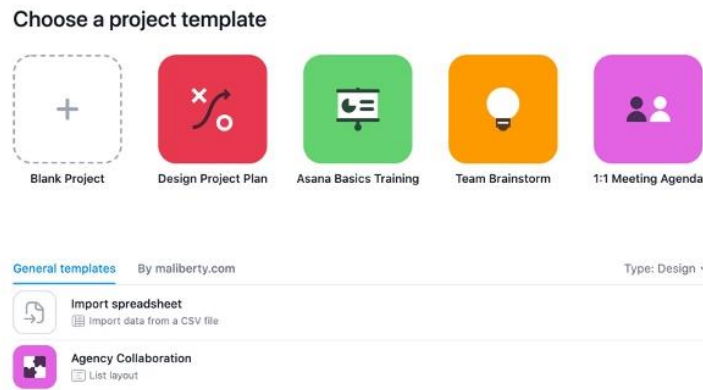 Choose a project template
Blank Project
Design Project Plan
Asana Basics Training
Team Brainstorm
1:1 Meeting Agenda
General templates
By maliberty.com
Type: Design
Import spreadsheet
Import data from a CSV file
Agency Collaboration
List layout